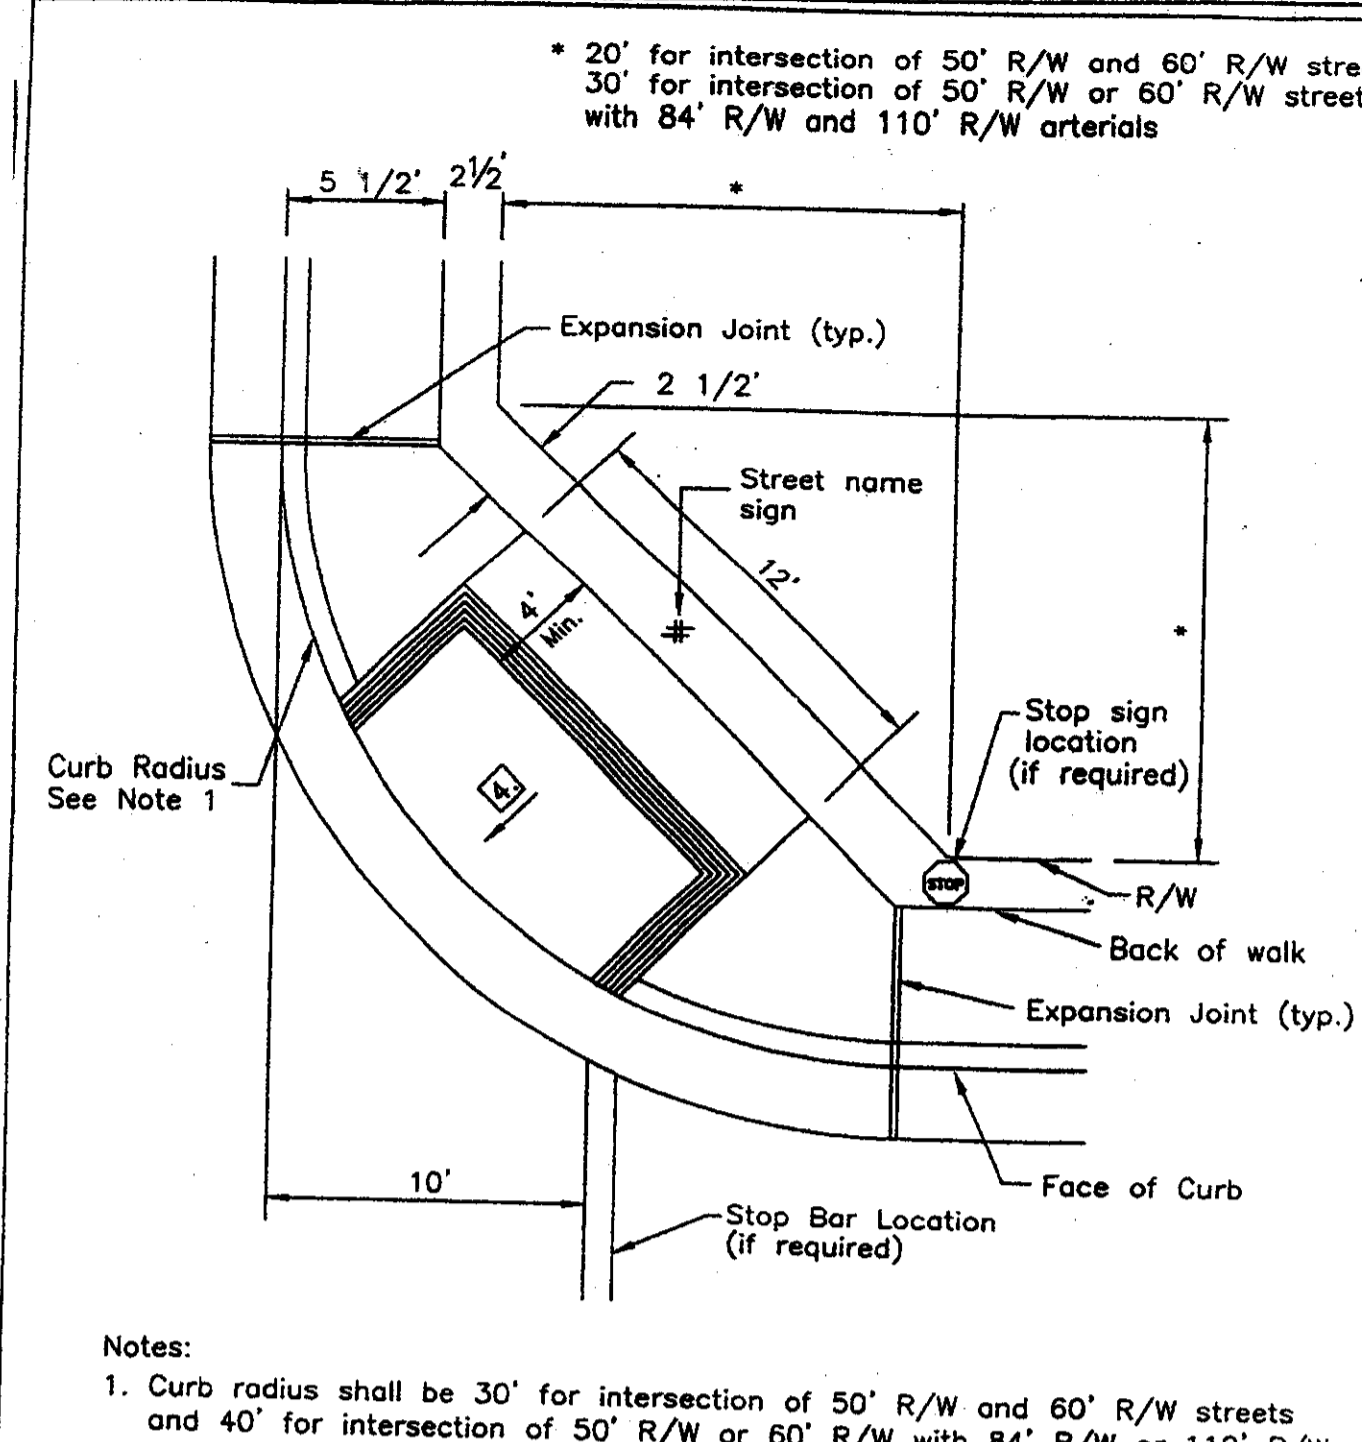 * 20' for intersection of 50' R/W and 60' R/W stre
30' for intersection of 50' R/W or 60' R/W street
with 84' R/W and 110' R/W arterials
5 1/2'
2½'
*
Expansion Joint (typ.)
2 1/2'
Street name
sign
12'
4'
Min.
*
Stop sign
location
(if required)
Curb Radius
See Note 1
4.
STOP
R/W
Back of walk
Expansion Joint (typ.)
10'
Face of Curb
Stop Bar Location
(if required)
Notes:
1. Curb radius shall be 30' for intersection of 50' R/W and 60' R/W streets
and 40' for intersection of 50' R/W or 60' R/W with 84' R/W or 110' R/W